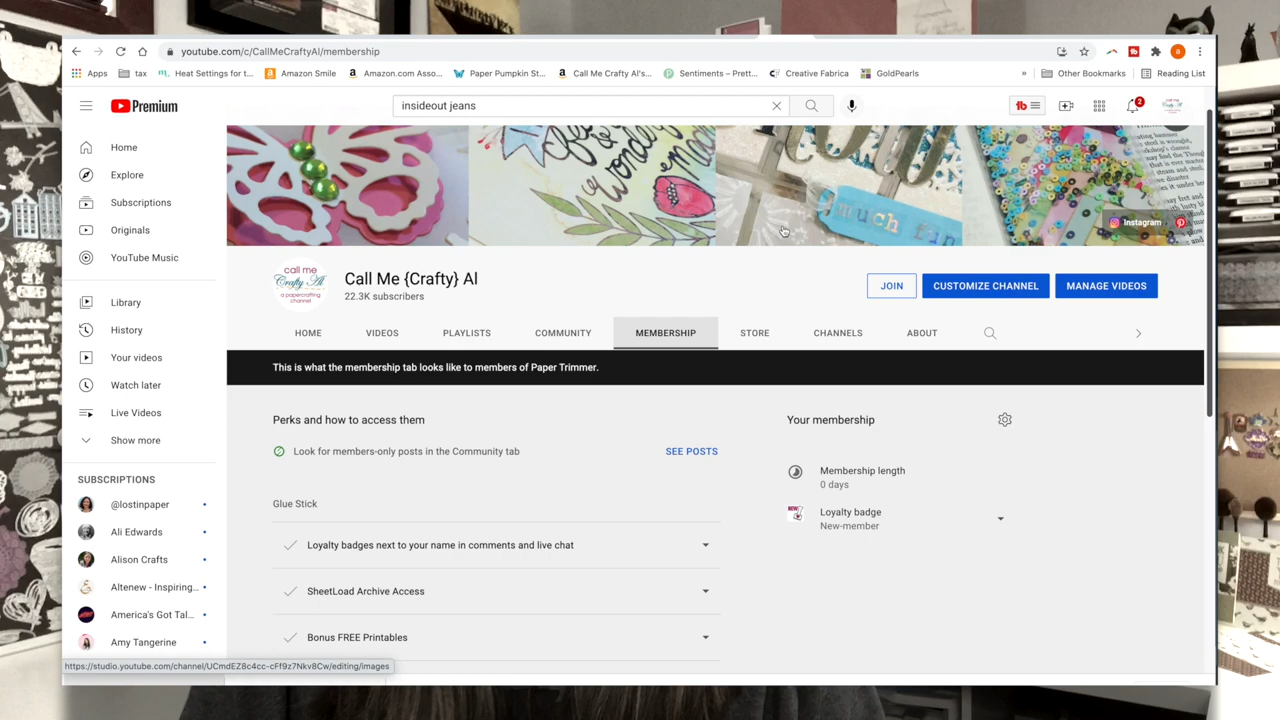 youtube.com/c/CallMeCraftyAl/membership
Apps tax Heat Settings for t... Amazon Smile Amazon.com Asso... Paper Pumpkin St... Call Me Crafty Al's... Sentiments – Prett... Creative Fabrica GoldPearls » Other Bookmarks Reading List
Premium
insideout jeans
tb
2
Home
Explore
Subscriptions
Originals
YouTube Music
Library
History
Your videos
Watch later
Live Videos
Show more
SUBSCRIPTIONS
@lostinpaper
Ali Edwards
Alison Crafts
Altenew - Inspiring...
America's Got Tal...
Amy Tangerine
much fun
Instagram
call me
Crafty Al
a papercrafting
channel
Call Me {Crafty} Al
22.3K subscribers
JOIN
CUSTOMIZE CHANNEL
MANAGE VIDEOS
HOME VIDEOS PLAYLISTS COMMUNITY MEMBERSHIP STORE CHANNELS ABOUT
This is what the membership tab looks like to members of Paper Trimmer.
Perks and how to access them
Look for members-only posts in the Community tab
SEE POSTS
Glue Stick
Loyalty badges next to your name in comments and live chat
SheetLoad Archive Access
Bonus FREE Printables
Your membership
Membership length
0 days
Loyalty badge
New-member
https://studio.youtube.com/channel/UCmdEZ8c4cc-cFf9z7Nkv8Cw/editing/images